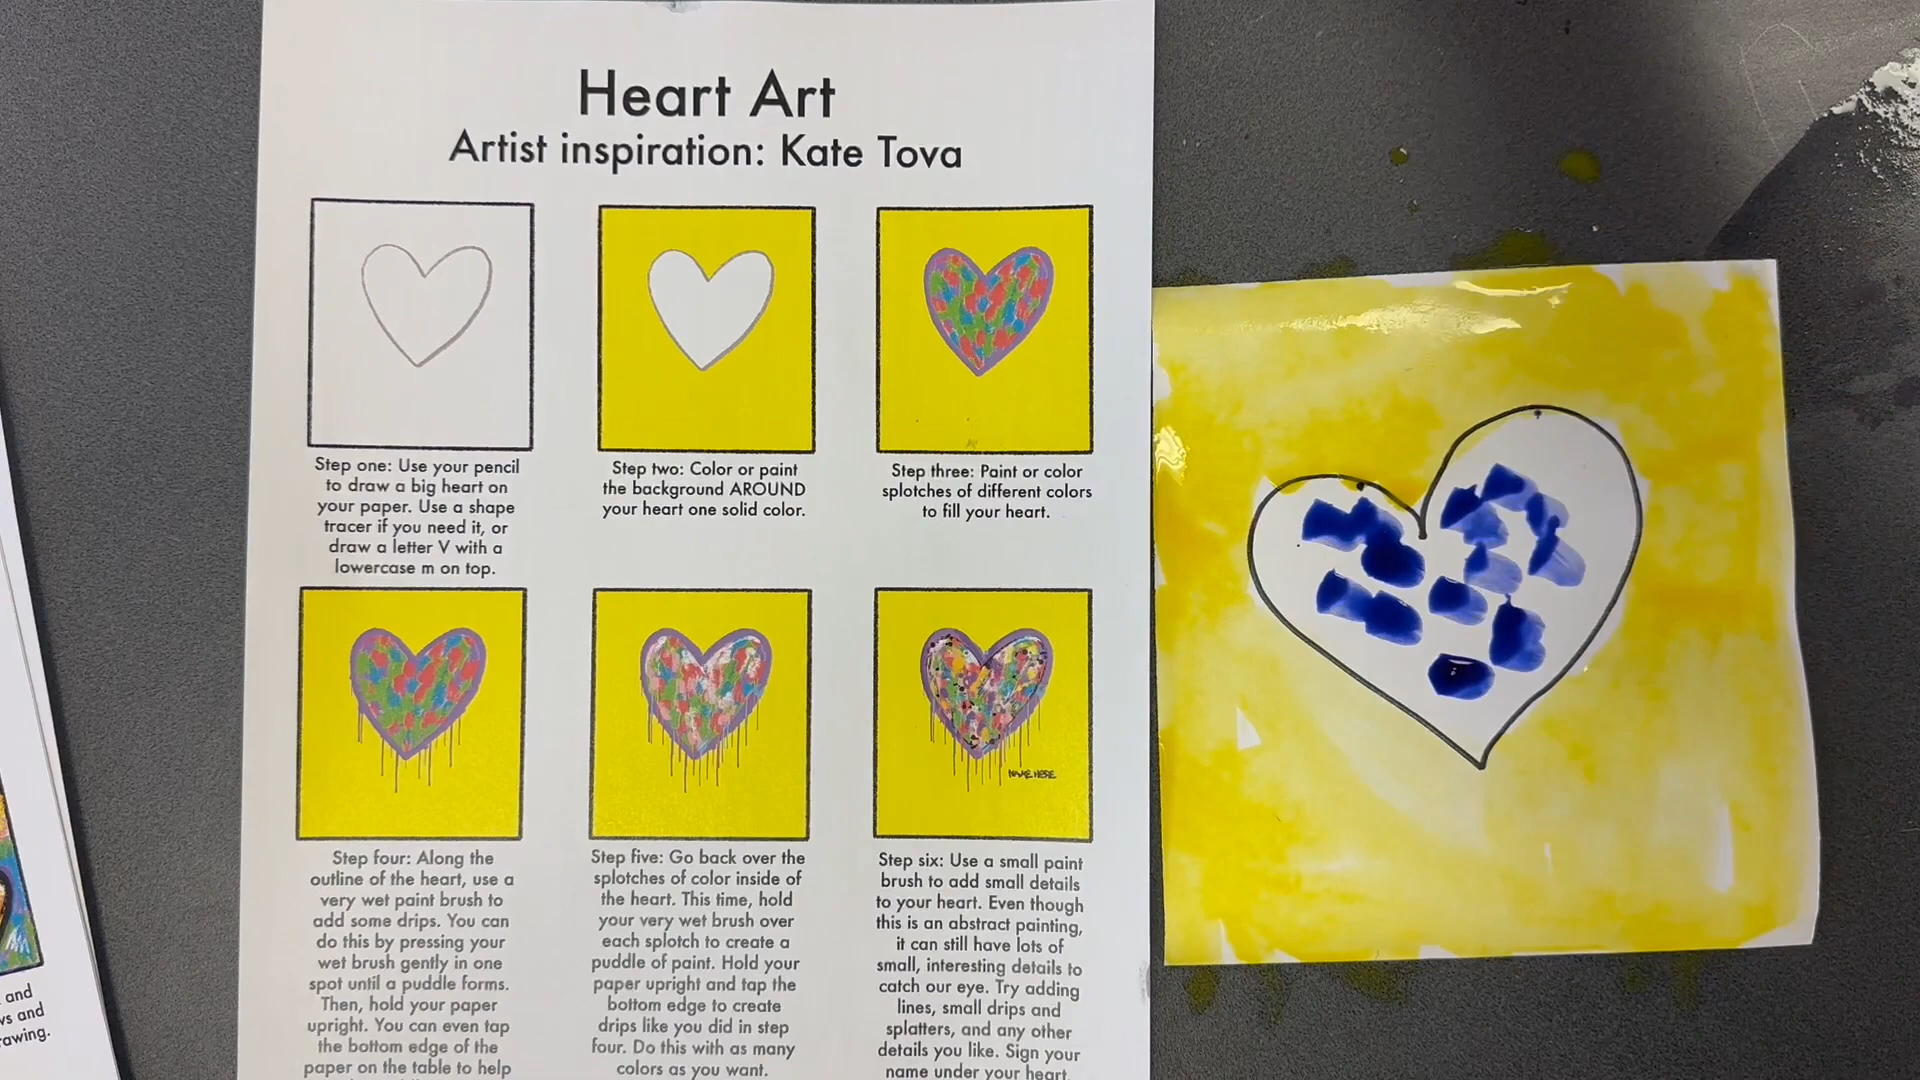 Heart Art
Artist inspiration: Kate Tova
Step one: Use your pencil
to draw a big heart on
your paper. Use a shape
tracer if you need it, or
draw a letter V with a
lowercase m on top.
Step two: Color or paint
the background AROUND
your heart one solid color.
Step three: Paint or color
splotches of different colors
to fill your heart.
NAME HERE
Step four: Along the
outline of the heart, use a
very wet paint brush to
add some drips. You can
do this by pressing your
wet brush gently in one
spot until a puddle forms.
Then, hold your paper
upright. You can even tap
the bottom edge of the
paper on the table to help
Step five: Go back over the
splotches of color inside of
the heart. This time, hold
your very wet brush over
each splotch to create a
puddle of paint. Hold your
paper upright and tap the
bottom edge to create
drips like you did in step
four. Do this with as many
colors as you want.
Step six: Use a small paint
brush to add small details
to your heart. Even though
this is an abstract painting,
it can still have lots of
small, interesting details to
catch our eye. Try adding
lines, small drips and
splatters, and any other
details you like. Sign your
name under your heart.
and
and